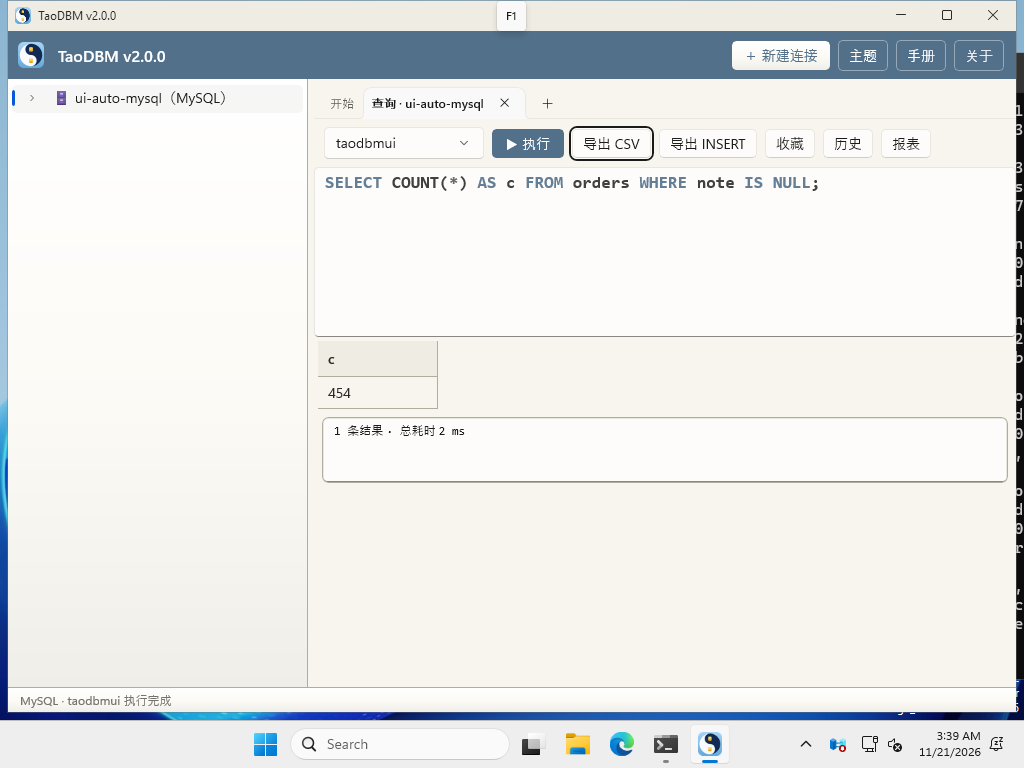 TaoDBM v2.0.0
F1
TaoDBM v2.0.0
+ 新建连接
主题
手册
关于
ui-auto-mysql（MySQL）
开始
查询 · ui-auto-mysql
taodbmui
▶ 执行
导出 CSV
导出 INSERT
收藏
历史
报表
SELECT COUNT(*) AS c FROM orders WHERE note IS NULL;
c
454
1 条结果 · 总耗时 2 ms
MySQL · taodbmui 执行完成
Search
3:39 AM
11/21/2026